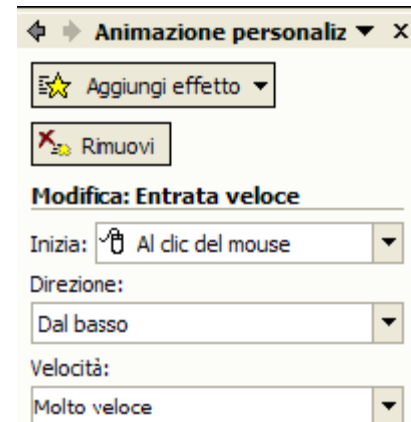 Animazione personaliz
Aggiungi effetto
Rimuovi
Modifica: Entrata veloce
Inizia: Al clic del mouse
Direzione:
Dal basso
Velocità:
Molto veloce